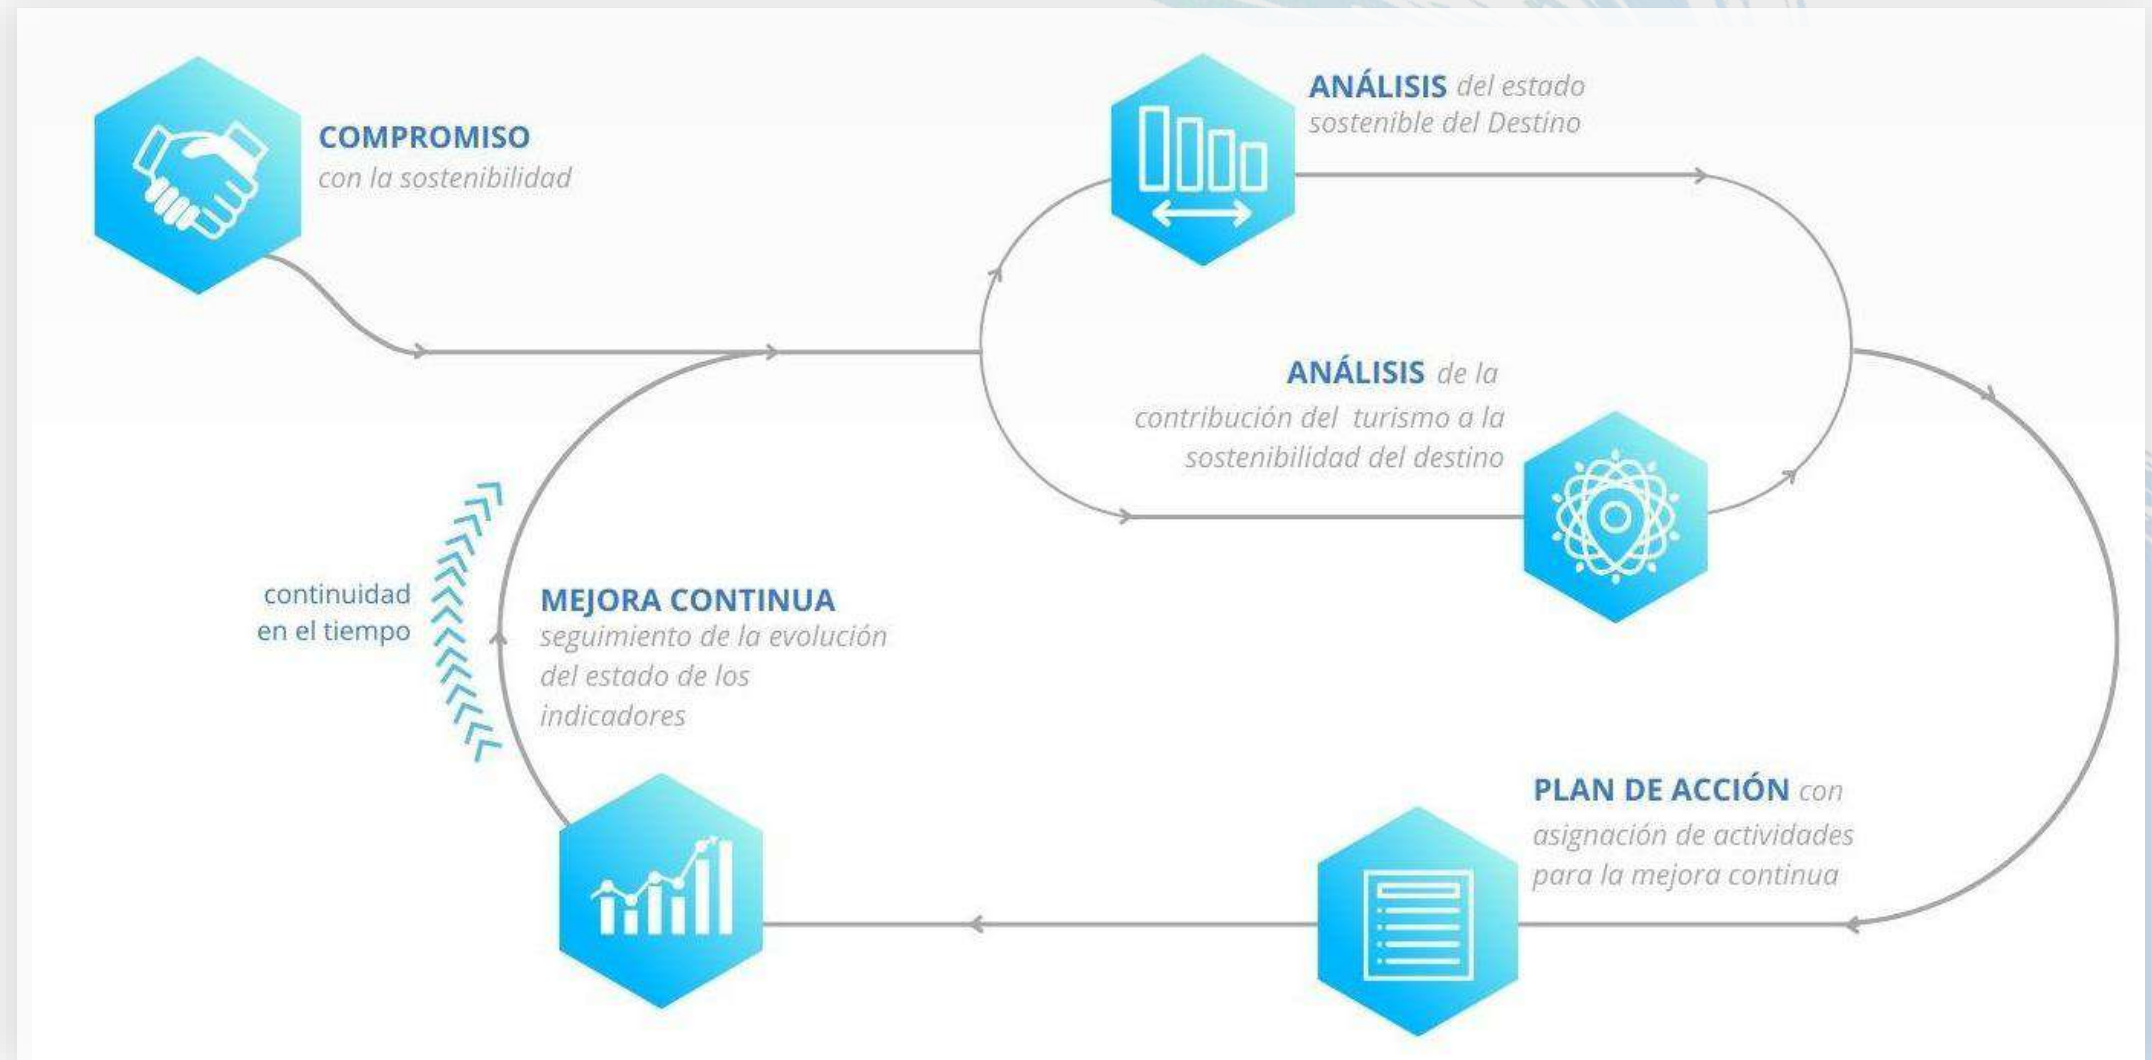 COMPROMISO
con la sostenibilidad
ANÁLISIS del estado
sostenible del Destino
ANÁLISIS de la
contribución del turismo a la
sostenibilidad del destino
continuidad
en el tiempo
MEJORA CONTINUA
seguimiento de la evolución
del estado de los
indicadores
PLAN DE ACCIÓN con
asignación de actividades
para la mejora continua